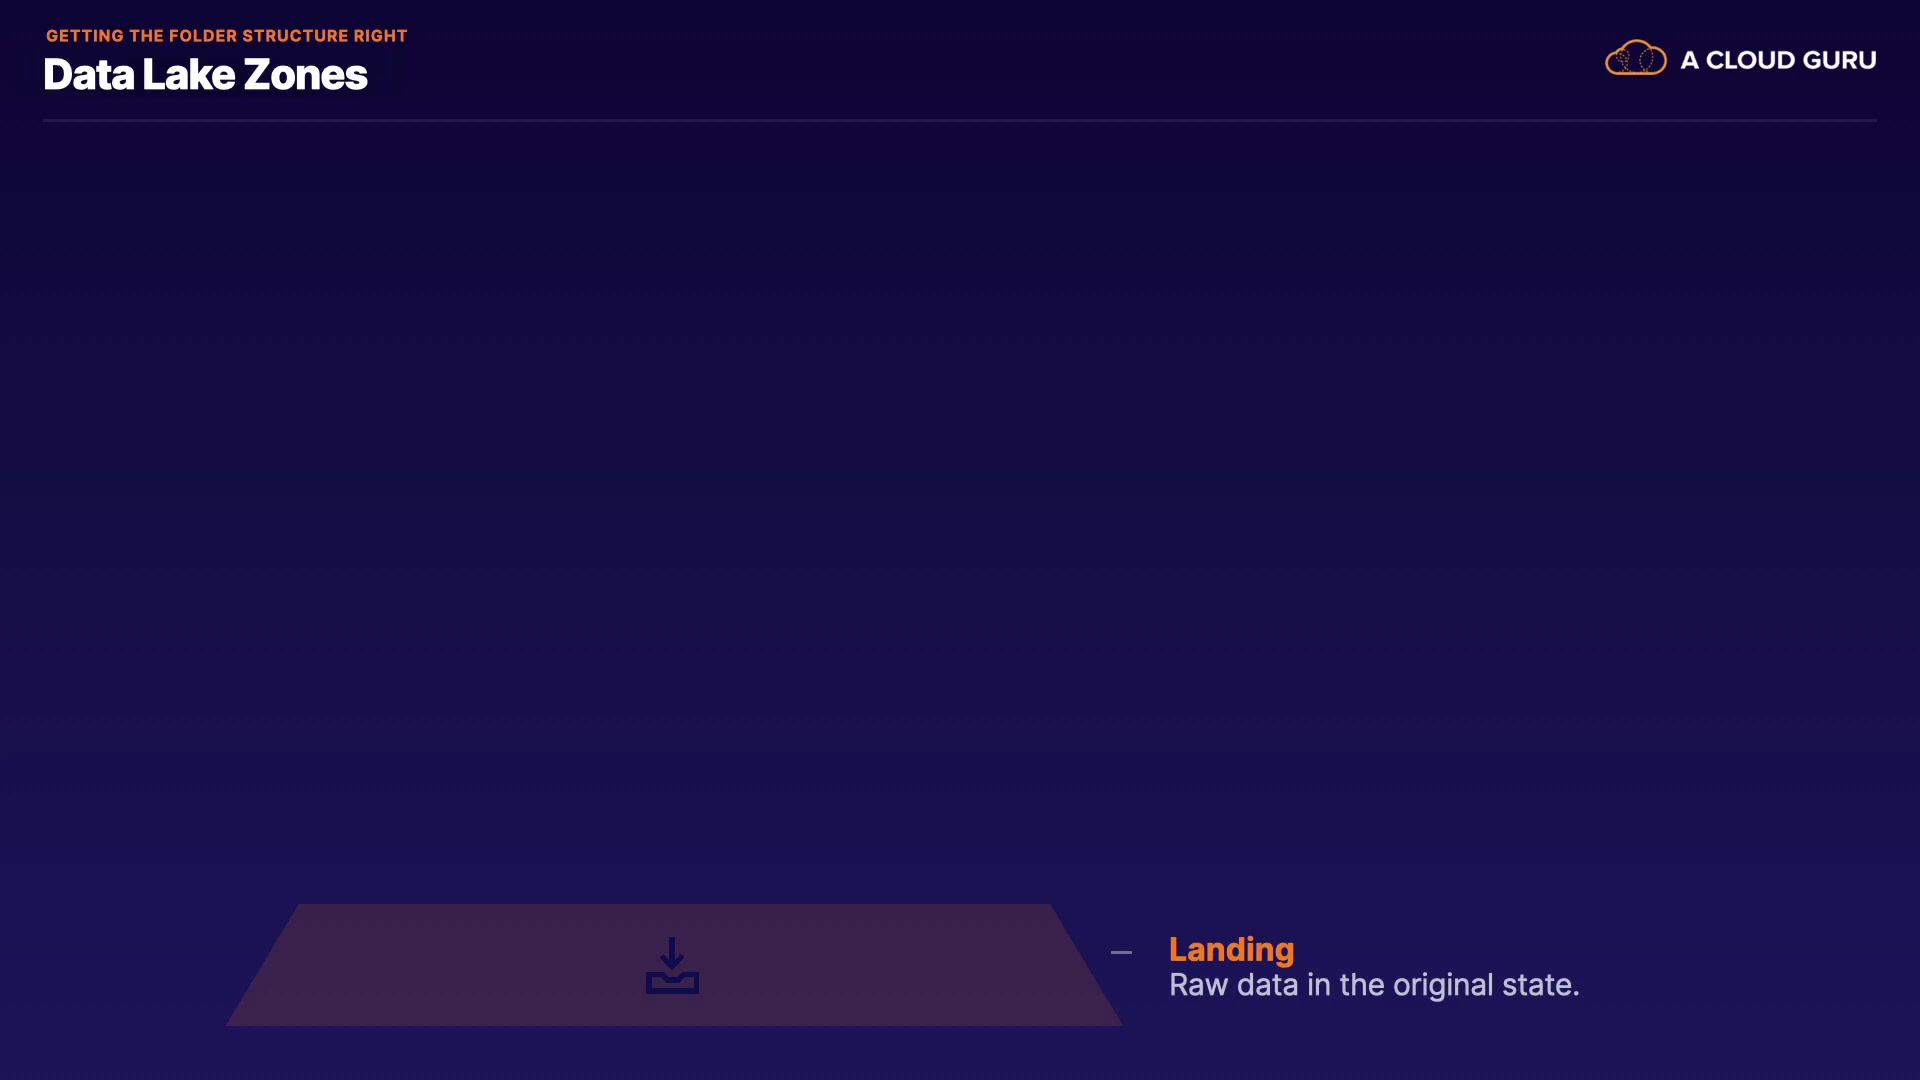 GETTING THE FOLDER STRUCTURE RIGHT
Data Lake Zones
A CLOUD GURU
Landing
Raw data in the original state.